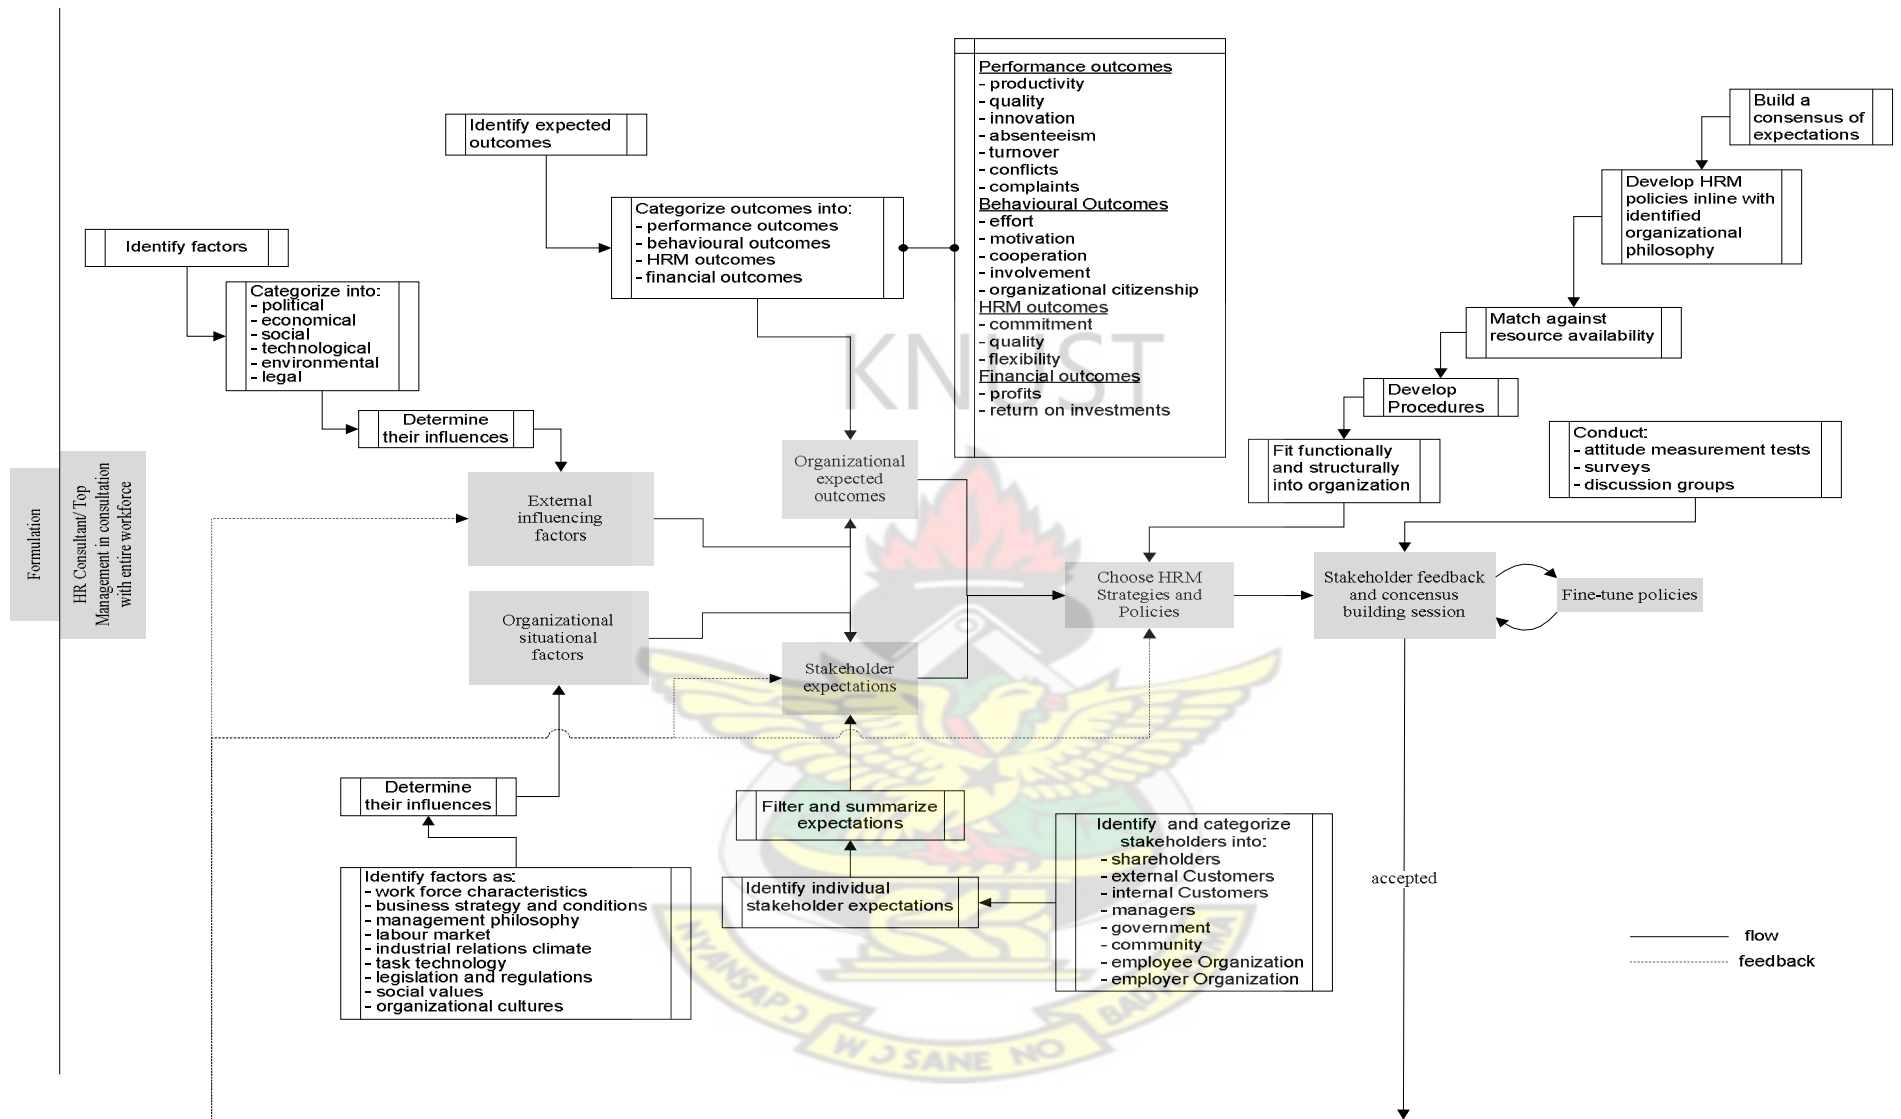 Performance outcomes
- productivity
- quality
- innovation
- absenteeism
- turnover
- conflicts
- complaints
Behavioural Outcomes
- effort
- motivation
- cooperation
- involvement
- organizational citizenship
HRM outcomes
- commitment
- quality
- flexibility
Financial outcomes
- profits
- return on investments
Identify expected
outcomes
Categorize outcomes into:
- performance outcomes
- behavioural outcomes
- HRM outcomes
- financial outcomes
Identify factors
Categorize into:
- political
- economical
- social
- technological
- environmental
- legal
Determine
their influences
Build a
consensus of
expectations
Develop HRM
policies inline with
identified
organizational
philosophy
Match against
resource availability
Develop
Procedures
Fit functionally
and structurally
into organization
Conduct:
- attitude measurement tests
- surveys
- discussion groups
KNUST
Formulation
HR Consultant/ Top
Management in consultation
with entire workforce
External
influencing
factors
Organizational
expected
outcomes
Organizational
situational
factors
Stakeholder
expectations
Choose HRM
Strategies and
Policies
Stakeholder feedback
and concensus
building session
Fine-tune policies
Determine
their influences
Identify factors as:
- work force characteristics
- business strategy and conditions
- management philosophy
- labour market
- industrial relations climate
- task technology
- legislation and regulations
- social values
- organizational cultures
Filter and summarize
expectations
Identify individual
stakeholder expectations
Identify and categorize
stakeholders into:
- shareholders
- external Customers
- internal Customers
- managers
- government
- community
- employee Organization
- employer Organization
accepted
flow
feedback
NYANSAPƆ
WƆSANE NO